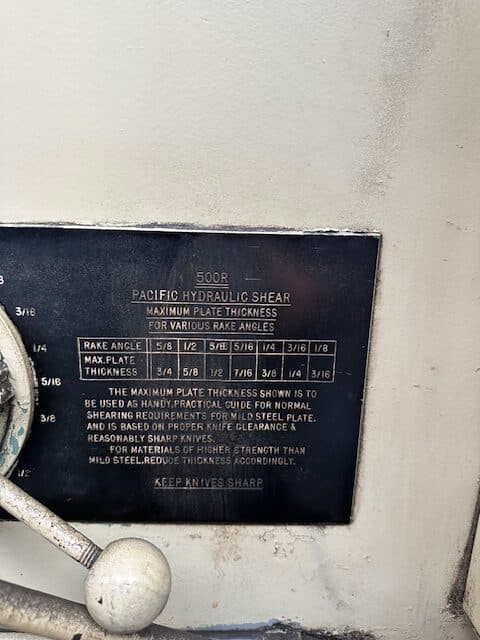 500R
PACIFIC HYDRAULIC SHEAR
MAXIMUM PLATE THICKNESS
FOR VARIOUS RAKE ANGLES
RAKE ANGLE 5/8 1/2 5/16 1/4 3/16 1/8
MAX.PLATE
THICKNESS 3/4 5/8 1/2 7/16 3/8 1/4 3/16
THE MAXIMUM PLATE THICKNESS SHOWN IS TO
BE USED AS HANDY,PRACTICAL GUIDE FOR NORMAL
SHEARING REQUIREMENTS FOR MILD STEEL PLATE.
AND IS BASED ON PROPER KNIFE CLEARANCE &
REASONABLY SHARP KNIVES.
FOR MATERIALS OF HIGHER STRENGTH THAN
MILD STEEL,REDUCE THICKNESS ACCORDINGLY.
KEEP KNIVES SHARP
3/16
1/4
5/16
3/8
1/2